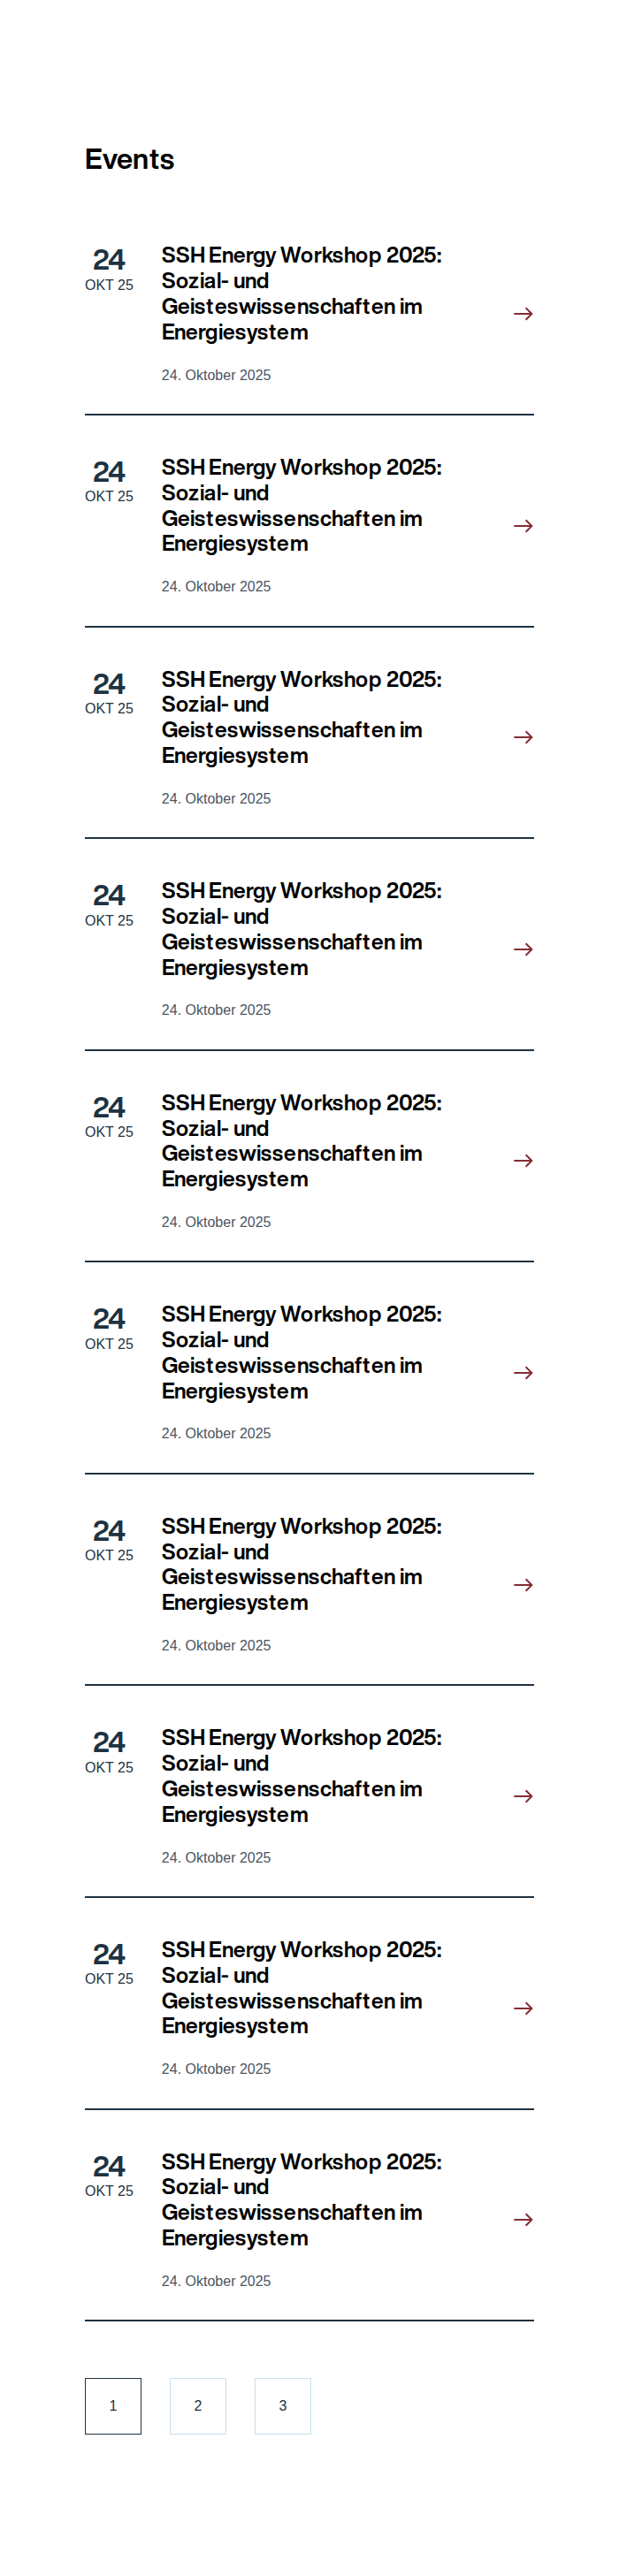 Events
24
OKT 25
SSH Energy Workshop 2025:
Sozial- und
Geisteswissenschaften im
Energiesystem
24. Oktober 2025
24
OKT 25
SSH Energy Workshop 2025:
Sozial- und
Geisteswissenschaften im
Energiesystem
24. Oktober 2025
24
OKT 25
SSH Energy Workshop 2025:
Sozial- und
Geisteswissenschaften im
Energiesystem
24. Oktober 2025
24
OKT 25
SSH Energy Workshop 2025:
Sozial- und
Geisteswissenschaften im
Energiesystem
24. Oktober 2025
24
OKT 25
SSH Energy Workshop 2025:
Sozial- und
Geisteswissenschaften im
Energiesystem
24. Oktober 2025
24
OKT 25
SSH Energy Workshop 2025:
Sozial- und
Geisteswissenschaften im
Energiesystem
24. Oktober 2025
24
OKT 25
SSH Energy Workshop 2025:
Sozial- und
Geisteswissenschaften im
Energiesystem
24. Oktober 2025
24
OKT 25
SSH Energy Workshop 2025:
Sozial- und
Geisteswissenschaften im
Energiesystem
24. Oktober 2025
24
OKT 25
SSH Energy Workshop 2025:
Sozial- und
Geisteswissenschaften im
Energiesystem
24. Oktober 2025
24
OKT 25
SSH Energy Workshop 2025:
Sozial- und
Geisteswissenschaften im
Energiesystem
24. Oktober 2025
1 2 3